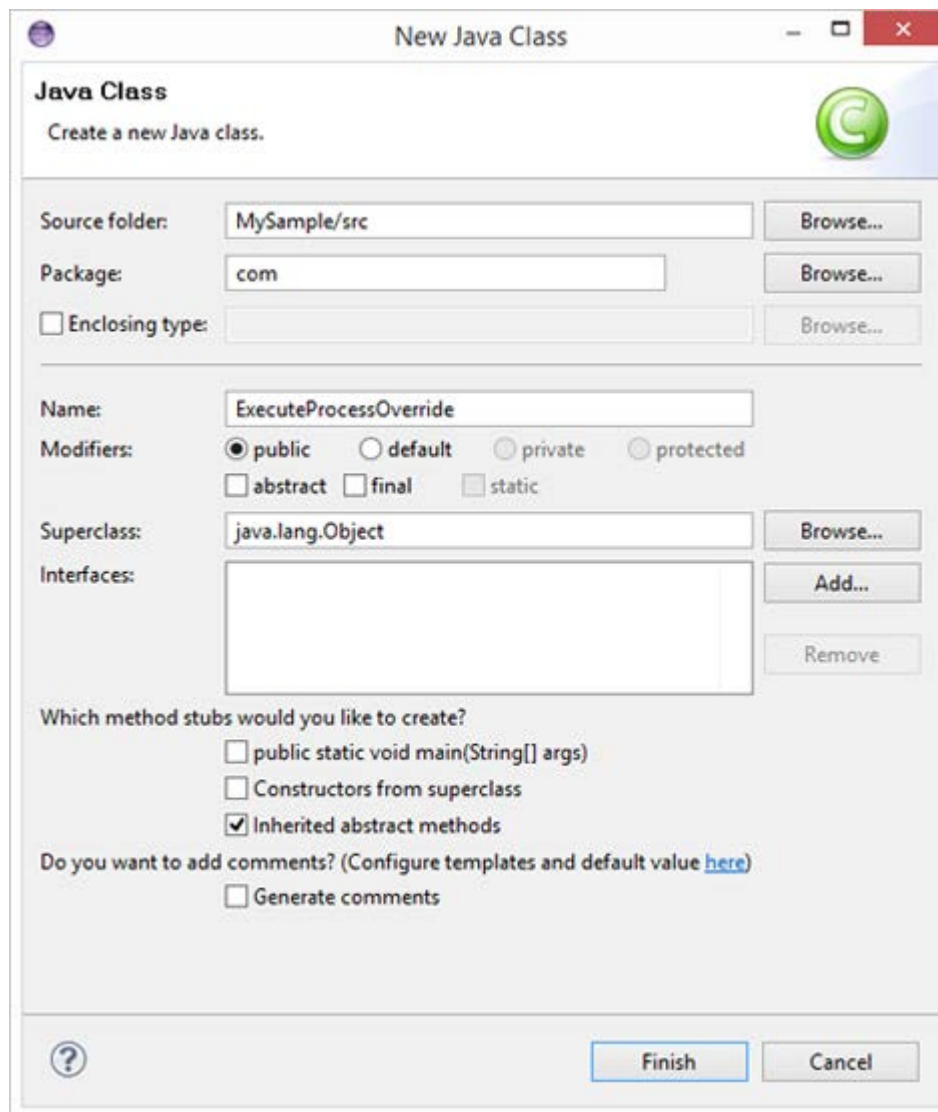 New Java Class
Java Class
Create a new Java class.
C
Source folder: MySample/src Browse...
Package: com Browse...
Enclosing type: Browse...
Name: ExecuteProcessOverride
Modifiers: public default private protected
abstract final static
Superclass: java.lang.Object Browse...
Interfaces: Add...
Remove
Which method stubs would you like to create?
public static void main(String[] args)
Constructors from superclass
Inherited abstract methods
Do you want to add comments? (Configure templates and default value here)
Generate comments
? Finish Cancel